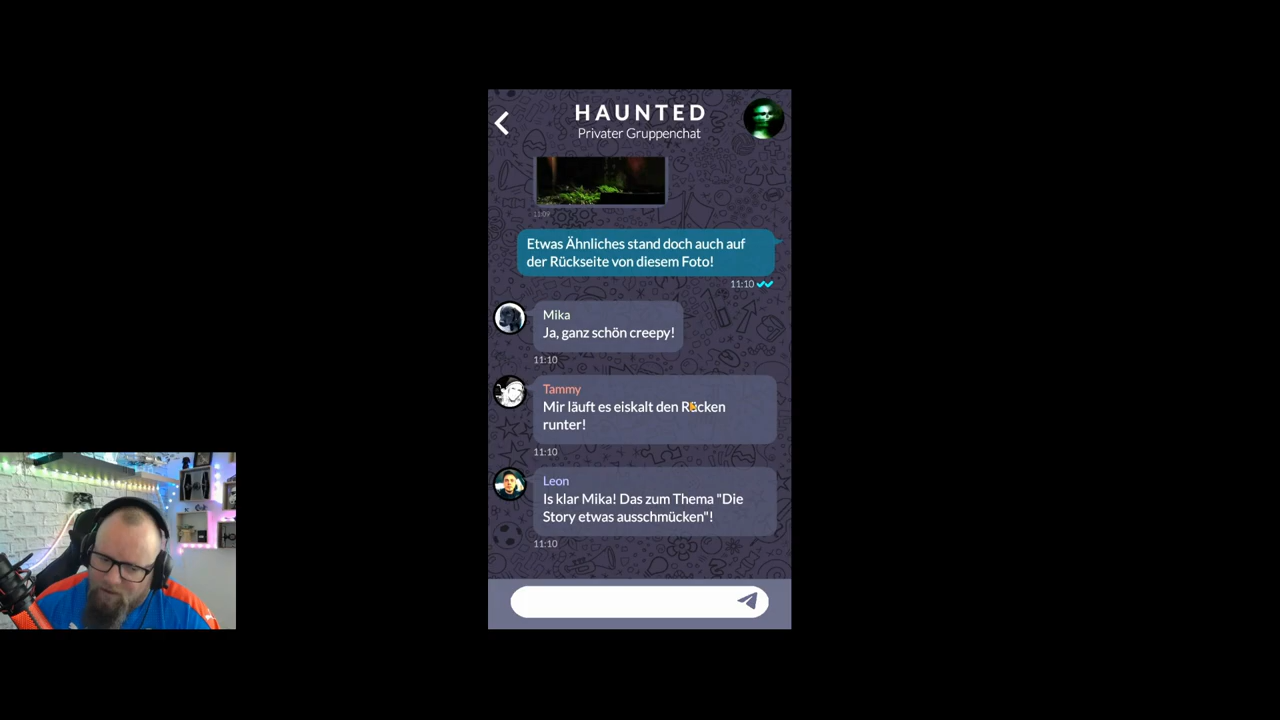 HAUNTED
Privater Gruppenchat
11:09
Etwas Ähnliches stand doch auch auf
der Rückseite von diesem Foto!
11:10
Mika
Ja, ganz schön creepy!
11:10
Tammy
Mir läuft es eiskalt den Rücken
runter!
11:10
Leon
Is klar Mika! Das zum Thema "Die
Story etwas ausschmücken"!
11:10